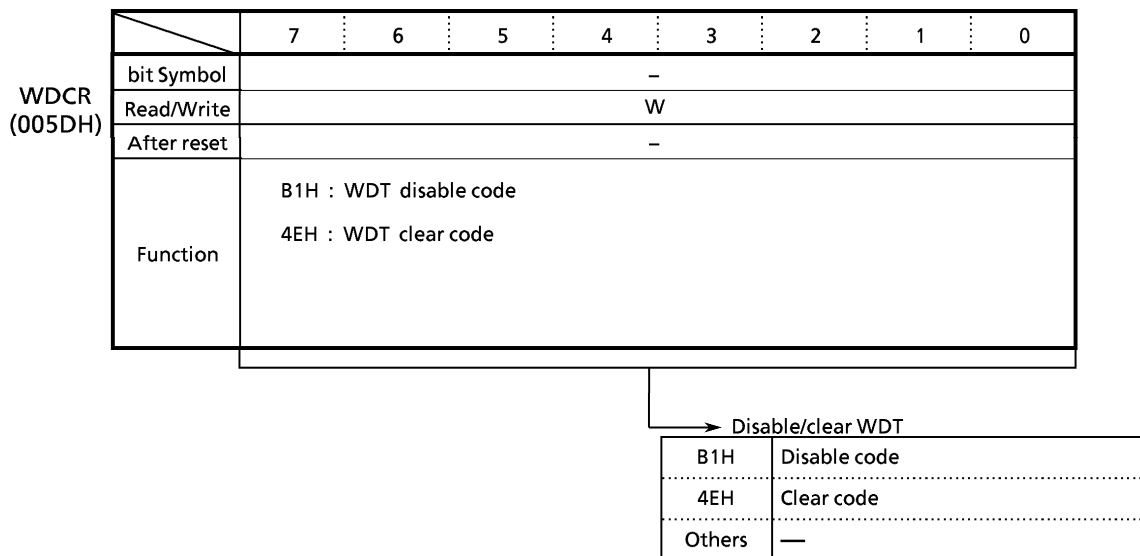 7 6 5 4 3 2 1 0
WDCR
(005DH)
bit Symbol –
Read/Write W
After reset –
Function
B1H : WDT disable code
4EH : WDT clear code
Disable/clear WDT
B1H Disable code
4EH Clear code
Others —